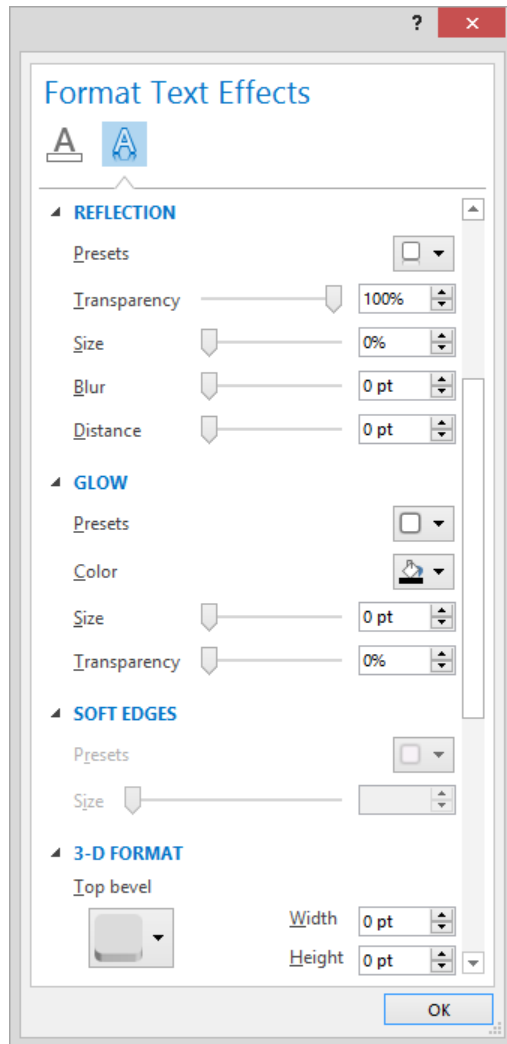 ?
Format Text Effects
A A
REFLECTION
Presets
Transparency 100%
Size 0%
Blur 0 pt
Distance 0 pt
GLOW
Presets
Color
Size 0 pt
Transparency 0%
SOFT EDGES
Presets
Size
3-D FORMAT
Top bevel
Width 0 pt
Height 0 pt
OK